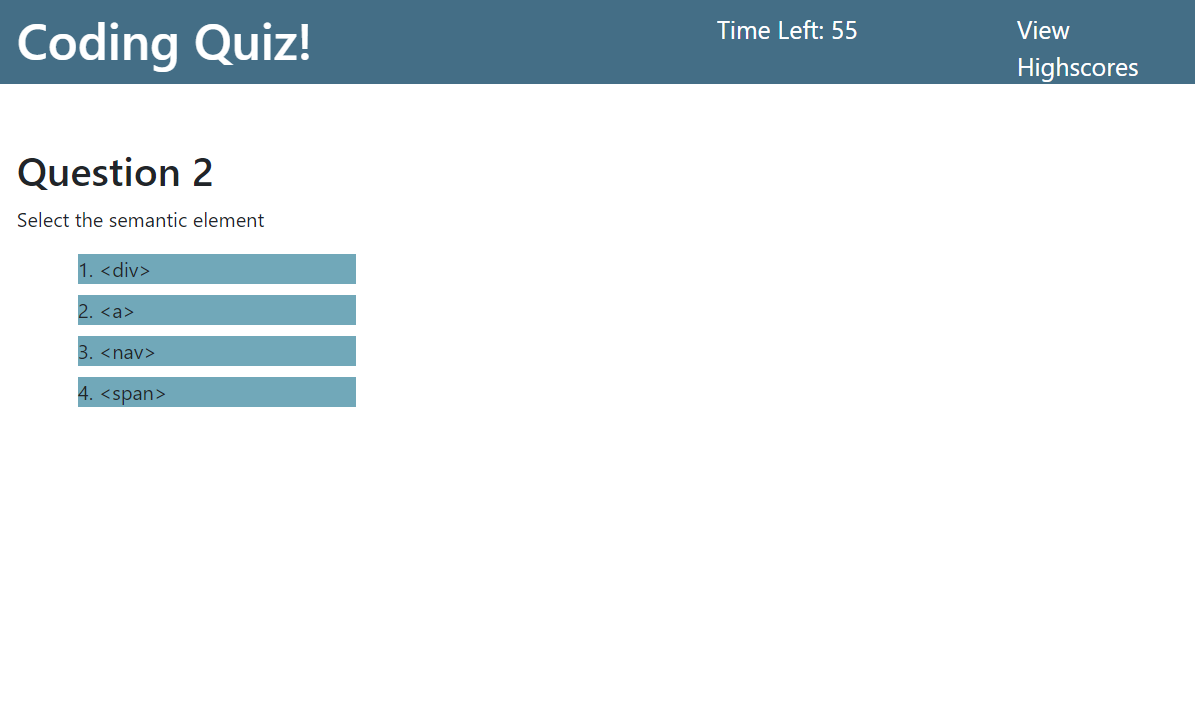 Coding Quiz!
Time Left: 55
View
Highscores
Question 2
Select the semantic element
1. <div>
2. <a>
3. <nav>
4. <span>